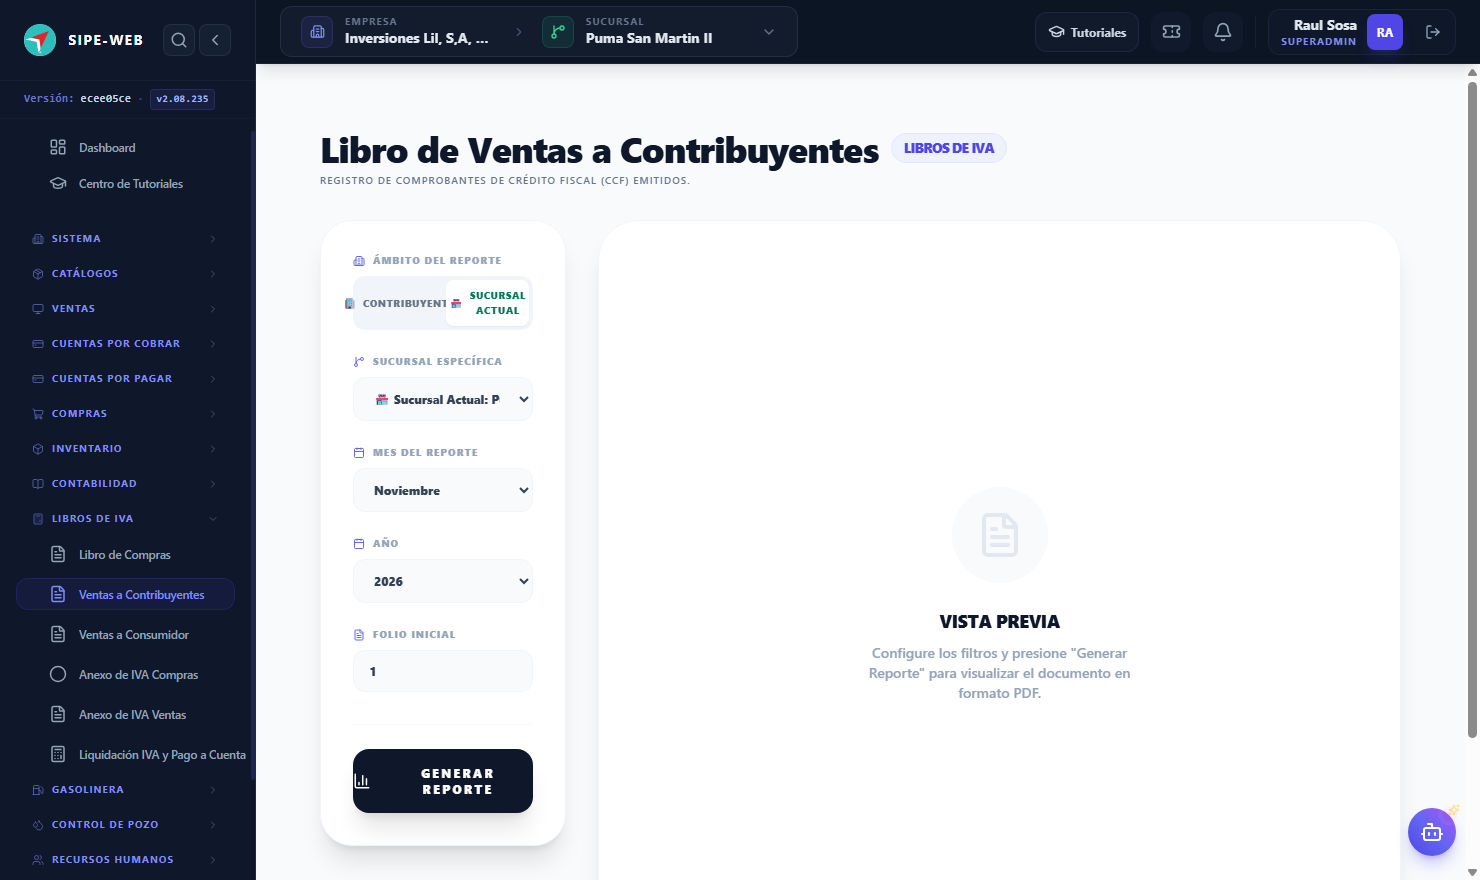 SIPE-WEB
Versión: ecee05ce · v2.08.235
Dashboard
Centro de Tutoriales
SISTEMA
CATÁLOGOS
VENTAS
CUENTAS POR COBRAR
CUENTAS POR PAGAR
COMPRAS
INVENTARIO
CONTABILIDAD
LIBROS DE IVA
Libro de Compras
Ventas a Contribuyentes
Ventas a Consumidor
Anexo de IVA Compras
Anexo de IVA Ventas
Liquidación IVA y Pago a Cuenta
GASOLINERA
CONTROL DE POZO
RECURSOS HUMANOS
EMPRESA
Inversiones Lil, S,A, ...
SUCURSAL
Puma San Martin II
Tutoriales
Raul Sosa
SUPERADMIN
RA
Libro de Ventas a Contribuyentes
LIBROS DE IVA
REGISTRO DE COMPROBANTES DE CRÉDITO FISCAL (CCF) EMITIDOS.
ÁMBITO DEL REPORTE
CONTRIBUYENT
SUCURSAL
ACTUAL
SUCURSAL ESPECÍFICA
Sucursal Actual: P
MES DEL REPORTE
Noviembre
AÑO
2026
FOLIO INICIAL
1
GENERAR
REPORTE
VISTA PREVIA
Configure los filtros y presione "Generar
Reporte" para visualizar el documento en
formato PDF.